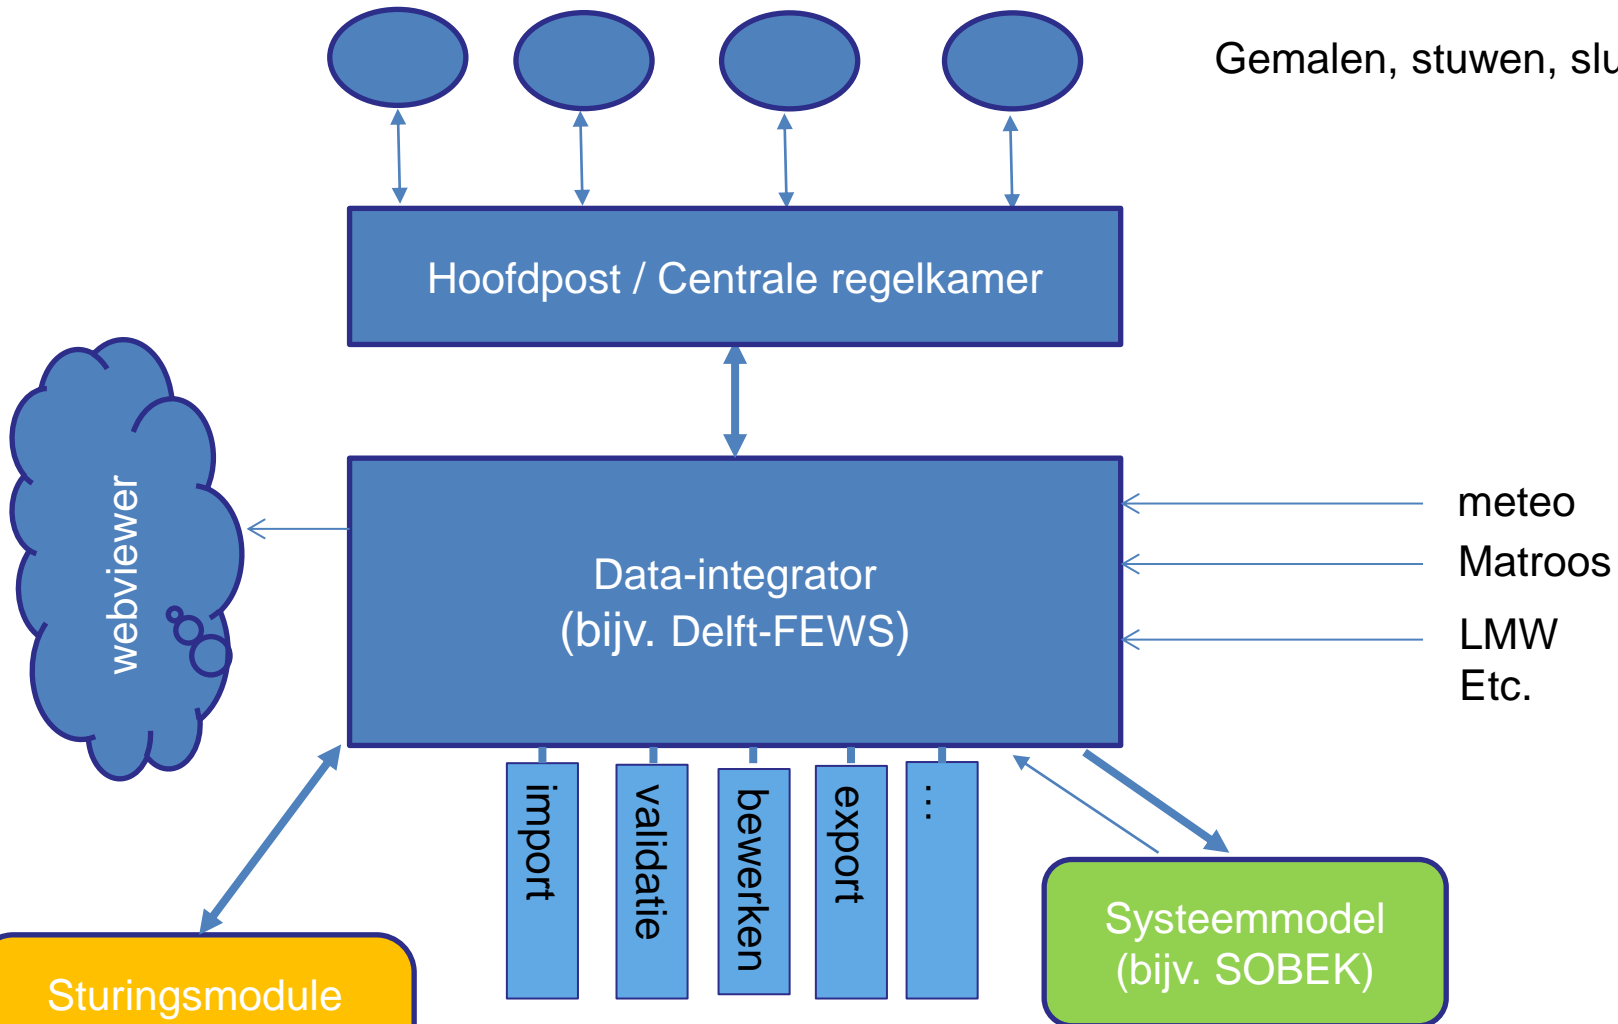 Gemalen, stuwen, slu
Hoofdpost / Centrale regelkamer
webviewer
Data-integrator
(bijv. Delft-FEWS)
meteo
Matroos
LMW
Etc.
import
validatie
bewerken
export
...
Systeemmodel
(bijv. SOBEK)
Sturingsmodule